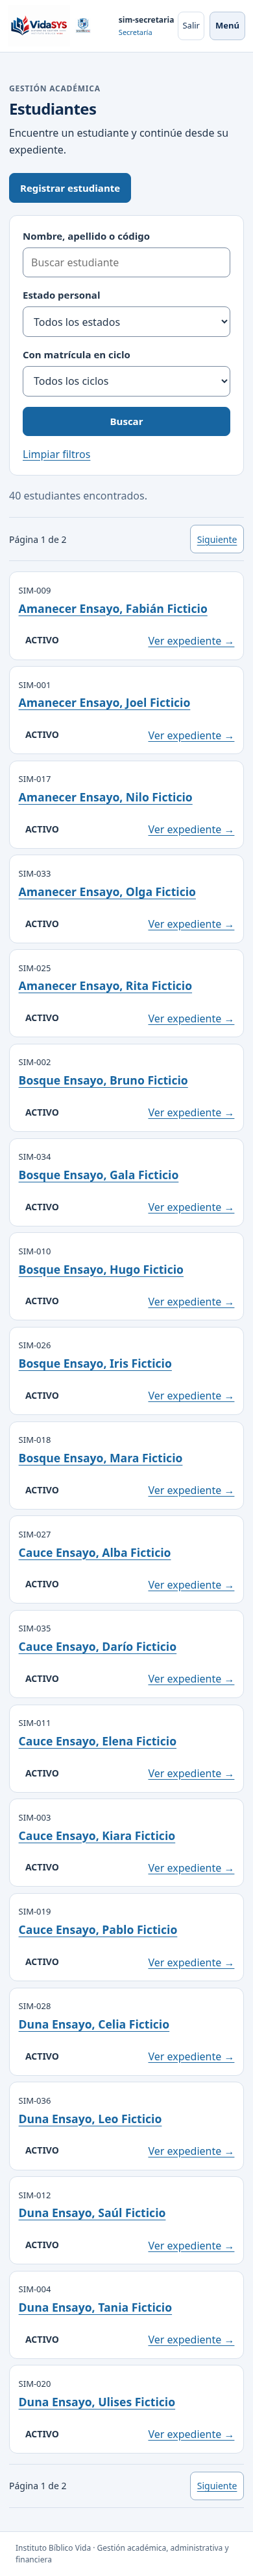 VidaSYS
sim-secretaria
Secretaría
Salir
Menú
GESTIÓN ACADÉMICA
Estudiantes
Encuentre un estudiante y continúe desde su
expediente.
Registrar estudiante
Nombre, apellido o código
Buscar estudiante
Estado personal
Todos los estados
Con matrícula en ciclo
Todos los ciclos
Buscar
Limpiar filtros
40 estudiantes encontrados.
Página 1 de 2
Siguiente
SIM-009
Amanecer Ensayo, Fabián Ficticio
ACTIVO
Ver expediente →
SIM-001
Amanecer Ensayo, Joel Ficticio
ACTIVO
Ver expediente →
SIM-017
Amanecer Ensayo, Nilo Ficticio
ACTIVO
Ver expediente →
SIM-033
Amanecer Ensayo, Olga Ficticio
ACTIVO
Ver expediente →
SIM-025
Amanecer Ensayo, Rita Ficticio
ACTIVO
Ver expediente →
SIM-002
Bosque Ensayo, Bruno Ficticio
ACTIVO
Ver expediente →
SIM-034
Bosque Ensayo, Gala Ficticio
ACTIVO
Ver expediente →
SIM-010
Bosque Ensayo, Hugo Ficticio
ACTIVO
Ver expediente →
SIM-026
Bosque Ensayo, Iris Ficticio
ACTIVO
Ver expediente →
SIM-018
Bosque Ensayo, Mara Ficticio
ACTIVO
Ver expediente →
SIM-027
Cauce Ensayo, Alba Ficticio
ACTIVO
Ver expediente →
SIM-035
Cauce Ensayo, Darío Ficticio
ACTIVO
Ver expediente →
SIM-011
Cauce Ensayo, Elena Ficticio
ACTIVO
Ver expediente →
SIM-003
Cauce Ensayo, Kiara Ficticio
ACTIVO
Ver expediente →
SIM-019
Cauce Ensayo, Pablo Ficticio
ACTIVO
Ver expediente →
SIM-028
Duna Ensayo, Celia Ficticio
ACTIVO
Ver expediente →
SIM-036
Duna Ensayo, Leo Ficticio
ACTIVO
Ver expediente →
SIM-012
Duna Ensayo, Saúl Ficticio
ACTIVO
Ver expediente →
SIM-004
Duna Ensayo, Tania Ficticio
ACTIVO
Ver expediente →
SIM-020
Duna Ensayo, Ulises Ficticio
ACTIVO
Ver expediente →
Página 1 de 2
Siguiente
Instituto Bíblico Vida · Gestión académica, administrativa y
financiera